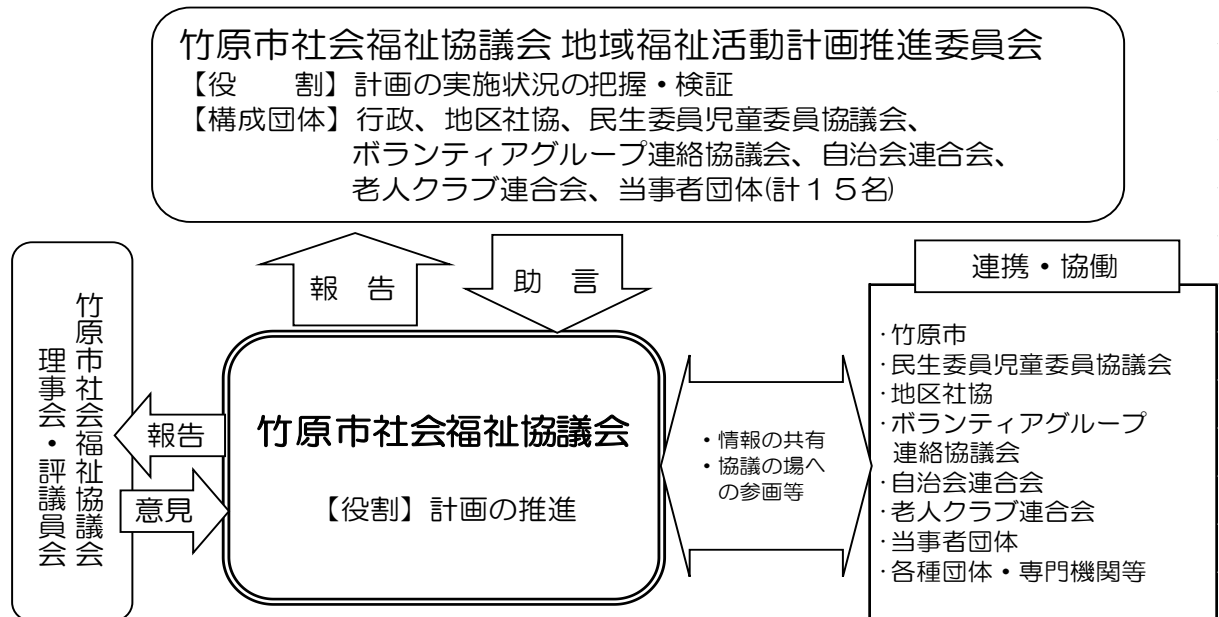 竹原市社会福祉協議会 地域福祉活動計画推進委員会
【役　　割】計画の実施状況の把握・検証
【構成団体】行政、地区社協、民生委員児童委員協議会、
ボランティアグループ連絡協議会、自治会連合会、
老人クラブ連合会、当事者団体(計１５名)
報　告
助　言
竹原市社会福祉協議会
理事会・評議員会
報告
意見
竹原市社会福祉協議会
【役割】計画の推進
・情報の共有
・協議の場へ
の参画等
連携・協働
・竹原市
・民生委員児童委員協議会
・地区社協
・ボランティアグループ
連絡協議会
・自治会連合会
・老人クラブ連合会
・当事者団体
・各種団体・専門機関等